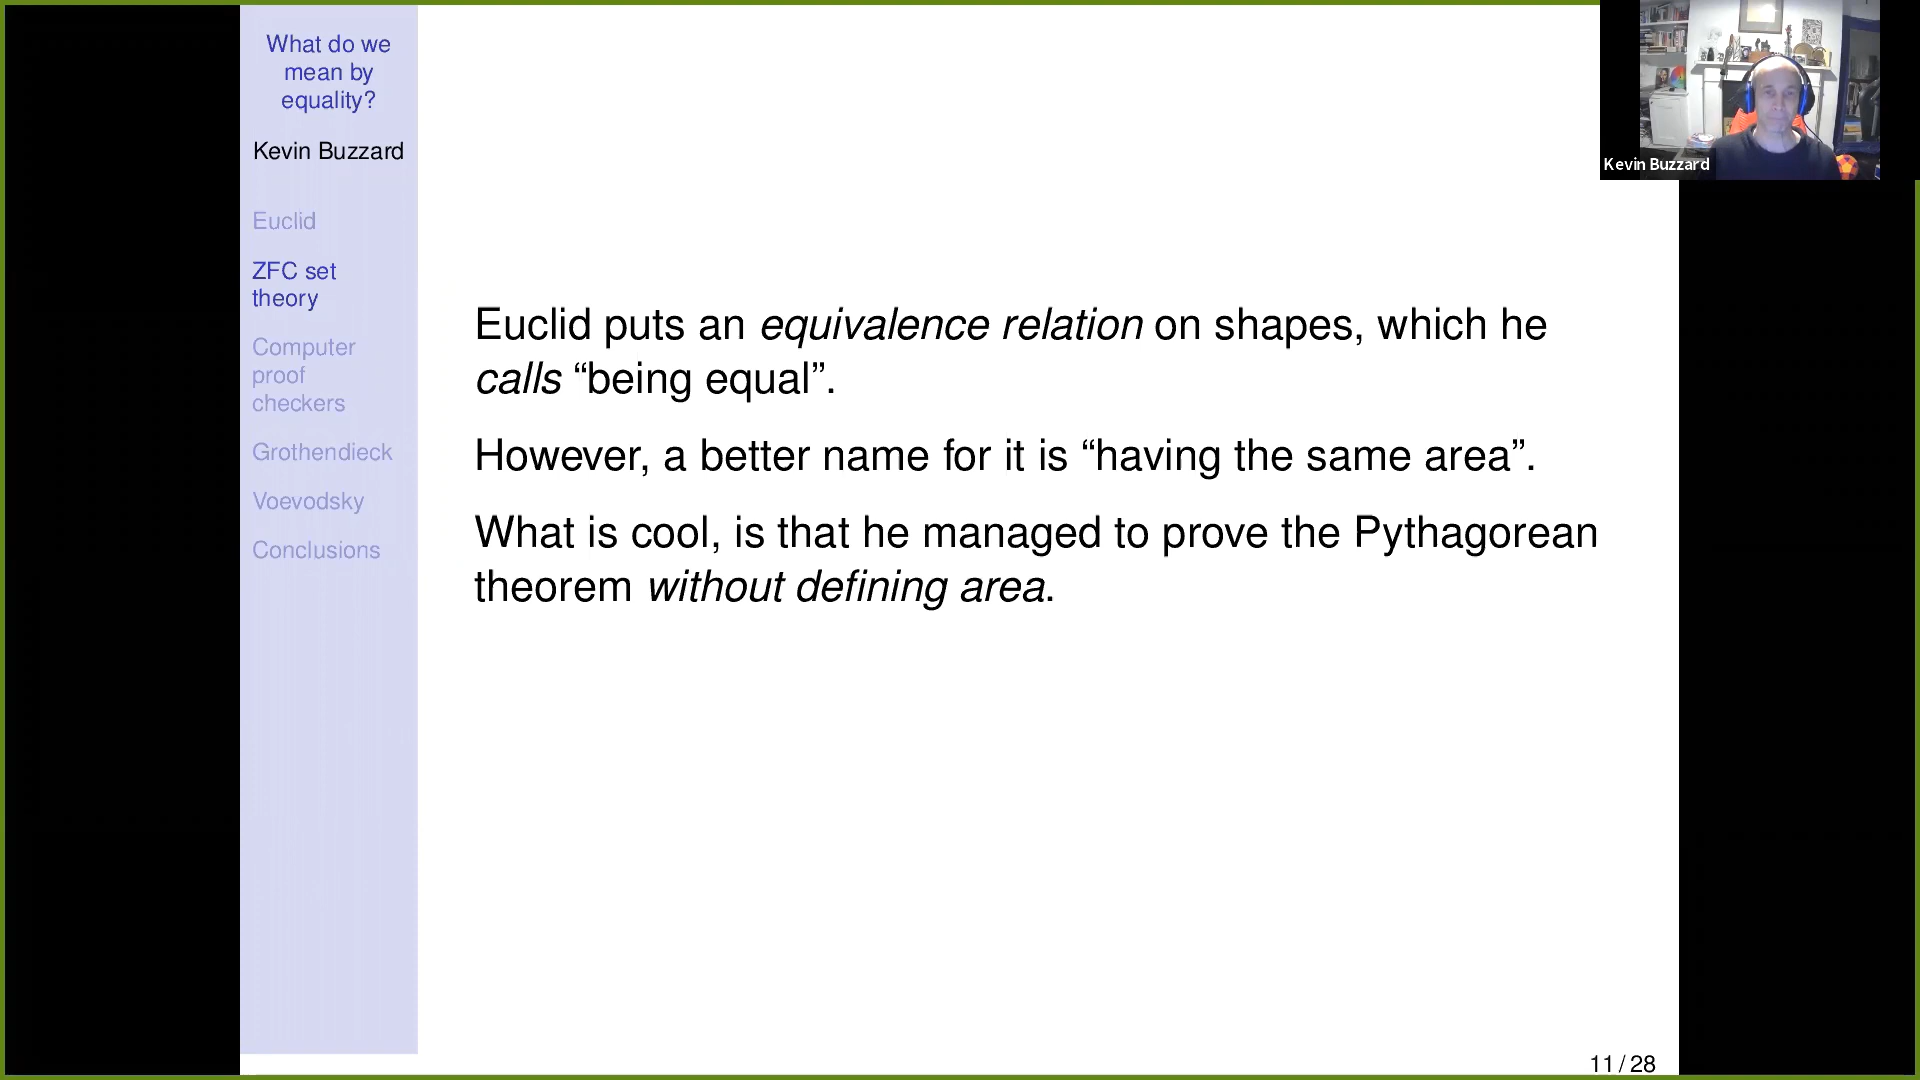 What do we
mean by
equality?
Kevin Buzzard
Euclid
ZFC set
theory
Computer
proof
checkers
Grothendieck
Voevodsky
Conclusions
Euclid puts an equivalence relation on shapes, which he
calls “being equal”.
However, a better name for it is “having the same area”.
What is cool, is that he managed to prove the Pythagorean
theorem without defining area.
11 / 28
Kevin Buzzard